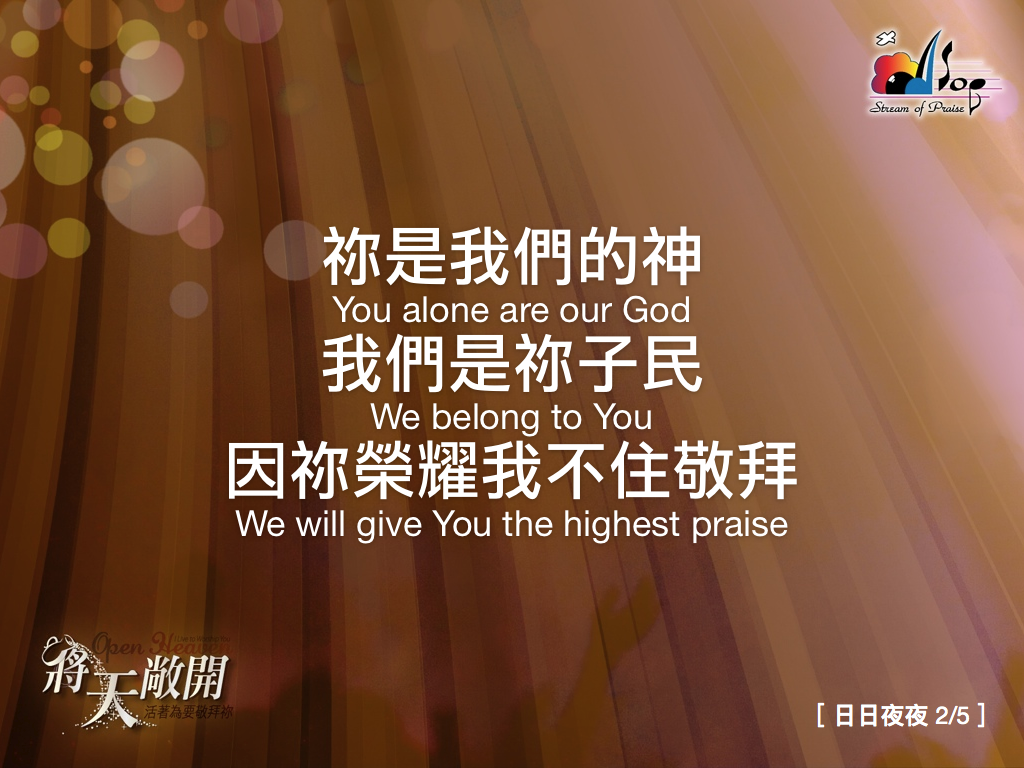 Sop
Stream of Praise
祢是我們的神
You alone are our God
我們是祢子民
We belong to You
因祢榮耀我不住敬拜
We will give You the highest praise
Open Heaven
將天敞開
活著為要敬拜祢
[ 日日夜夜 2/5 ]